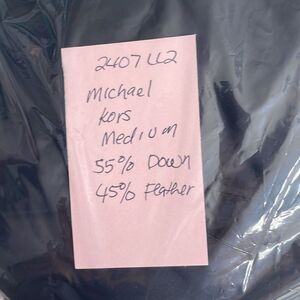 2407LL2
Michael
Kors
Medium
55% Down
45% Feather